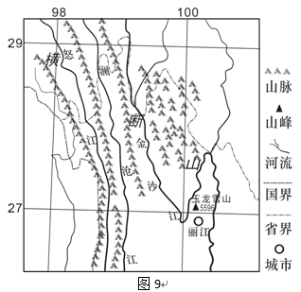 98
100
29
27
横
断
山
怒
江
澜
沧
江
金
沙
江
玉龙雪山
5596
丽江
山脉
山峰
河流
国界
省界
城市
图 9